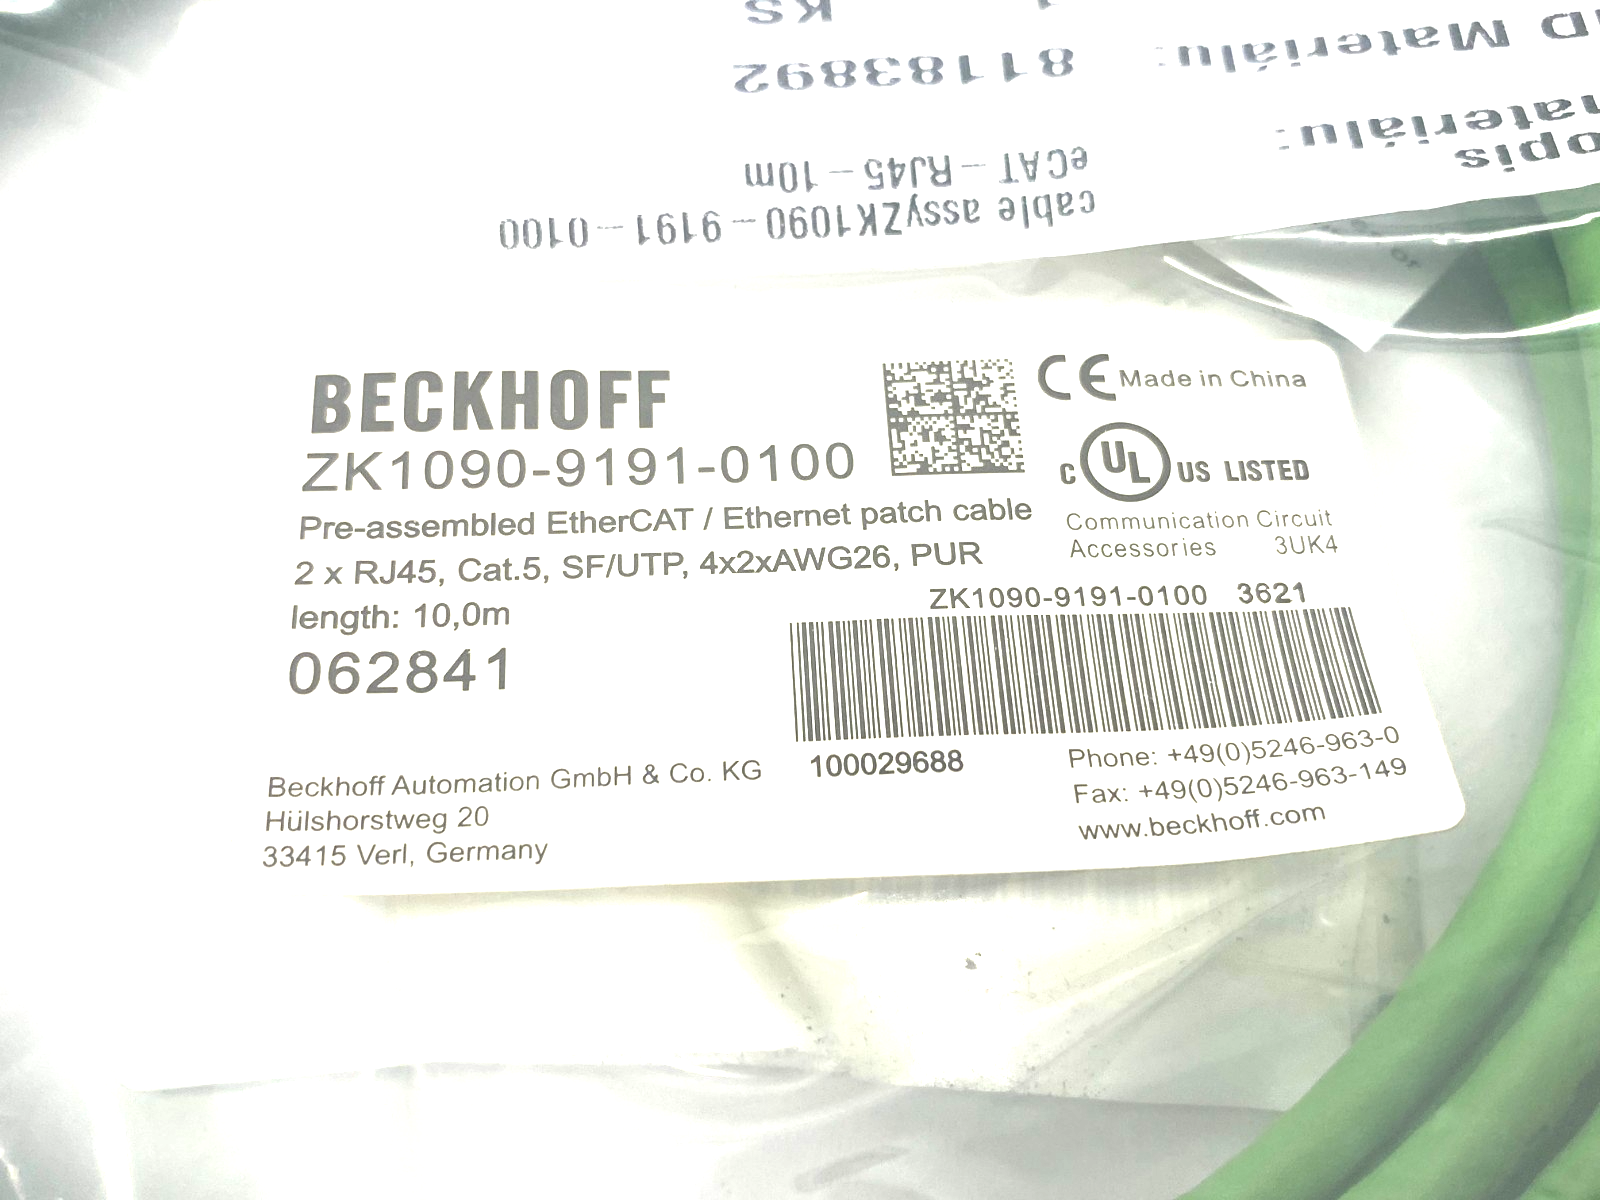 KS
ID Materiálu: 81183892
opis
materiálu:
cable assyZK1090-9191-0100
eCAT-RJ45-10m
BECKHOFF
ZK1090-9191-0100
Pre-assembled EtherCAT / Ethernet patch cable
2 x RJ45, Cat.5, SF/UTP, 4x2xAWG26, PUR
length: 10,0m
062841
CE Made in China
c UL US LISTED
Communication Circuit
Accessories 3UK4
ZK1090-9191-0100 3621
100029688
Beckhoff Automation GmbH & Co. KG
Hülshorstweg 20
33415 Verl, Germany
Phone: +49(0)5246-963-0
Fax: +49(0)5246-963-149
www.beckhoff.com